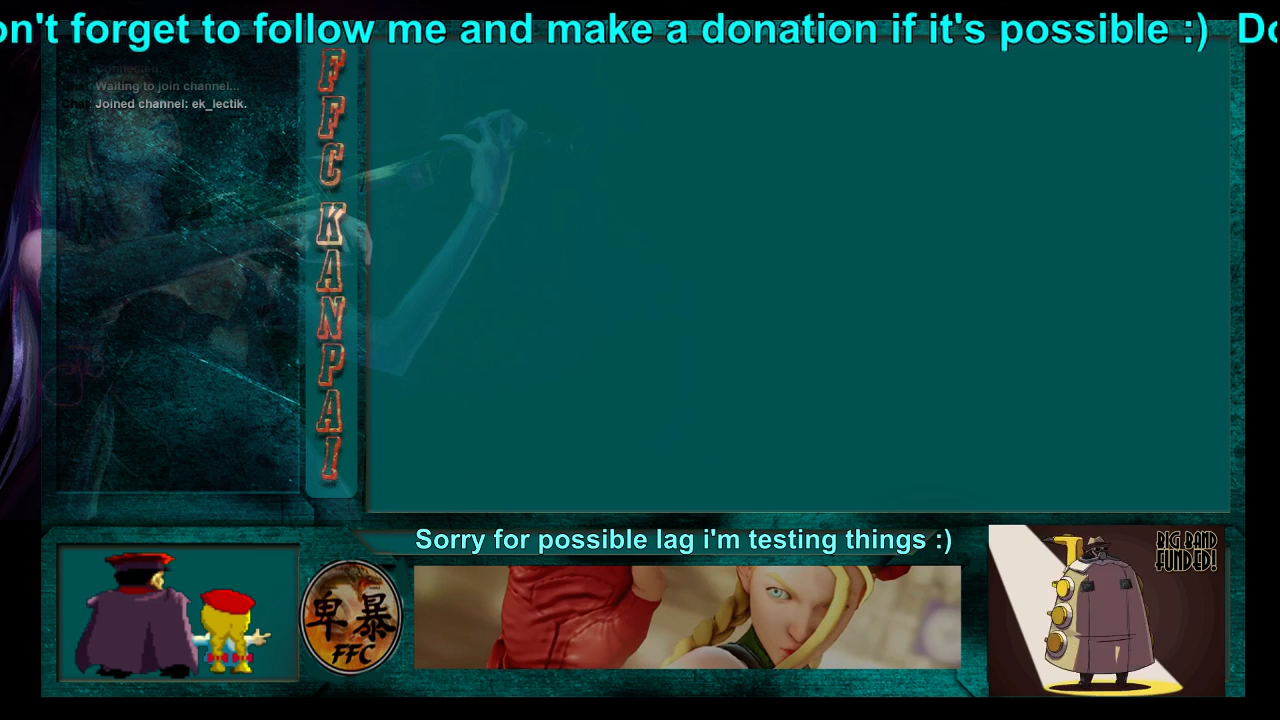 on't forget to follow me and make a donation if it's possible :) Do
Connected.
Waiting to join channel...
Joined channel: ek_lectik.
FFC KANPAI
Sorry for possible lag i'm testing things :)
BIG BAND
FUNDED!
卑 暴
FFC